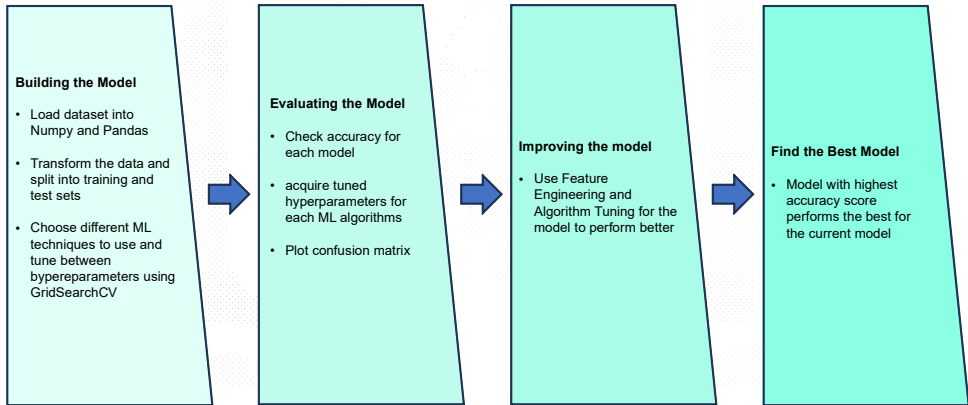 Building the Model
• Load dataset into
Numpy and Pandas
• Transform the data and
split into training and
test sets
• Choose different ML
techniques to use and
tune between
bypereparameters using
GridSearchCV
Evaluating the Model
• Check accuracy for
each model
• acquire tuned
hyperparameters for
each ML algorithms
• Plot confusion matrix
Improving the model
• Use Feature
Engineering and
Algorithm Tuning for the
model to perform better
Find the Best Model
• Model with highest
accuracy score
performs the best for
the current model